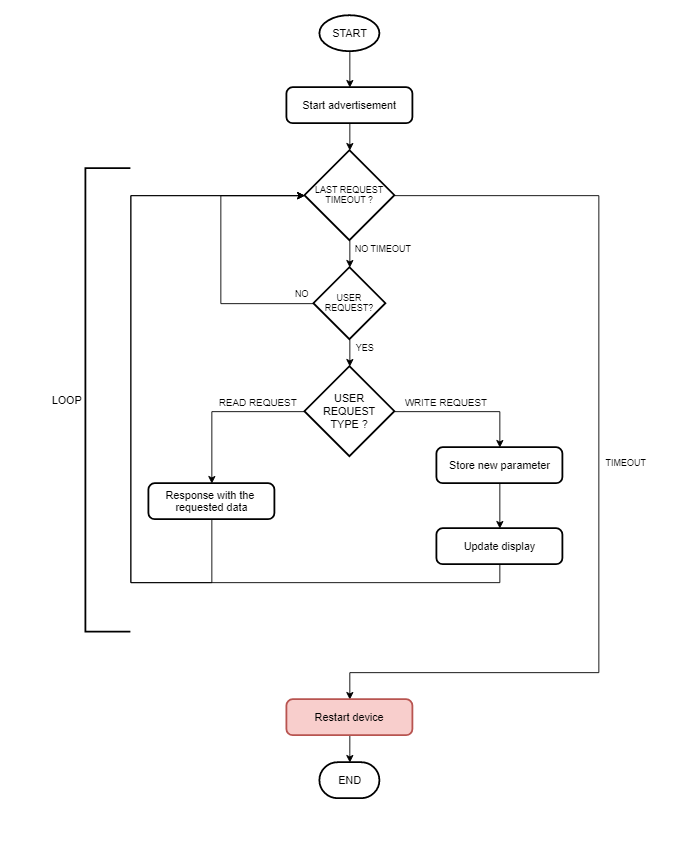 START
Start advertisement
LAST REQUEST
TIMEOUT ?
NO TIMEOUT
NO
USER
REQUEST?
YES
READ REQUEST
USER
REQUEST
TYPE ?
WRITE REQUEST
LOOP
Store new parameter
TIMEOUT
Response with the
requested data
Update display
Restart device
END